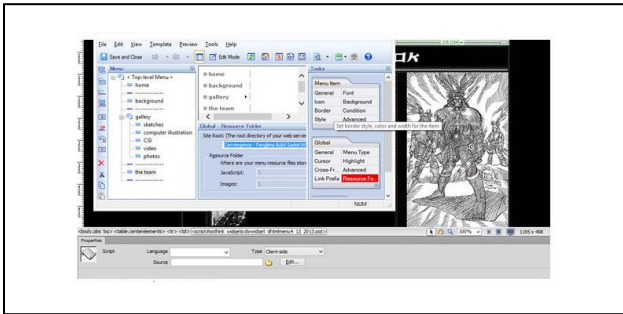 File Edit View Template Preview Tools Help
Save and Close
Edit Mode
Menu
Tasks
< Top-level Menu >
home
-------------
background
-------------
gallery
sketches
computer illustration
CGI
video
photos
-------------
the team
home
background
gallery
the team
Menu Item
General Font
Icon Background
Border Condition
Style Advanced
Set border style, color and width for the item
Global - Resource Folder
Site Root: (The root directory of your web server
Resource Folder
Where are your menu resource files stor
JavaScript: \
Images: \
Global
General Menu Type
Cursor Highlight
Cross-Fr... Advanced
Link Prefix Resource Fo...
NUM
100%
1165 x 498
Properties
Script
Language
Type Client-side
Source
Edit...